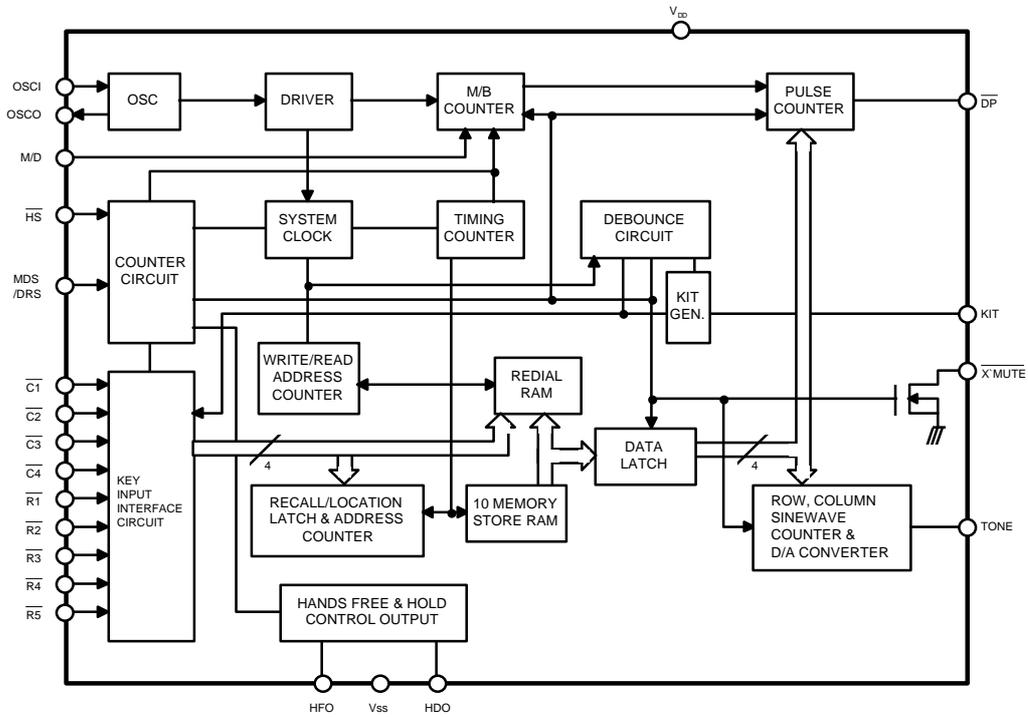 VDD
OSCI
OSC
DRIVER
M/B
COUNTER
PULSE
COUNTER
DP
OSCO
M/D
HS
SYSTEM
CLOCK
TIMING
COUNTER
DEBOUNCE
CIRCUIT
COUNTER
CIRCUIT
MDS
/DRS
KIT
GEN.
KIT
WRITE/READ
ADDRESS
COUNTER
REDIAL
RAM
X MUTE
C1
C2
C3
C4
R1
R2
R3
R4
R5
KEY
INPUT
INTERFACE
CIRCUIT
4
DATA
LATCH
4
RECALL/LOCATION
LATCH & ADDRESS
COUNTER
10 MEMORY
STORE RAM
ROW, COLUMN
SINEWAVE
COUNTER &
D/A CONVERTER
TONE
HANDS FREE & HOLD
CONTROL OUTPUT
HFO
Vss
HDO